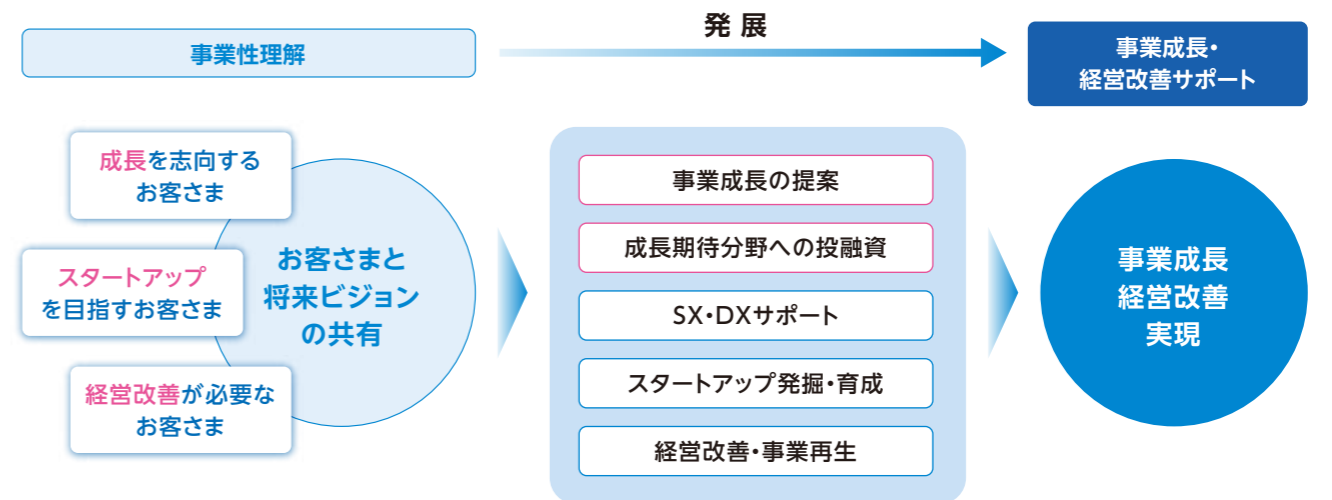 発 展
事業性理解
事業成長・
経営改善サポート
成長を志向する
お客さま
スタートアップ
を目指すお客さま
経営改善が必要な
お客さま
お客さまと
将来ビジョン
の共有
事業成長の提案
成長期待分野への投融資
SX・DXサポート
スタートアップ発掘・育成
経営改善・事業再生
事業成長
経営改善
実現